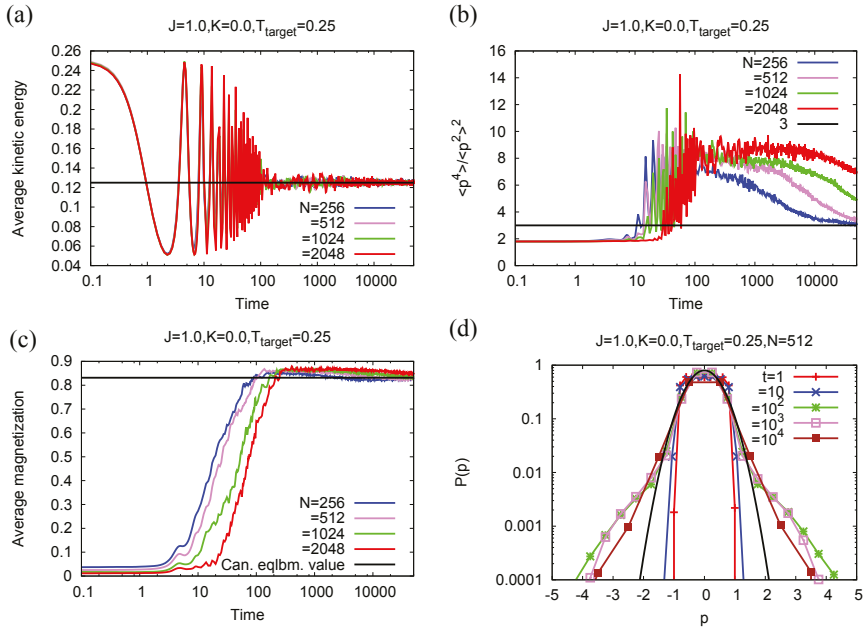 (a)
J=1.0,K=0.0,T_target=0.25
Average kinetic energy
0.26
0.24
0.22
0.20
0.18
0.16
0.14
0.12
0.10
0.08
0.06
0.04
N=256
=512
=1024
=2048
0.1 1 10 100 1000 10000
Time
(b)
J=1.0,K=0.0,T_target=0.25
<p^4>/<p^2>^2
16
14
12
10
8
6
4
2
0
N=256
=512
=1024
=2048
3
0.1 1 10 100 1000 10000
Time
(c)
J=1.0,K=0.0,T_target=0.25
Average magnetization
0.9
0.8
0.7
0.6
0.5
0.4
0.3
0.2
0.1
0
N=256
=512
=1024
=2048
Can. eqlbm. value
0.1 1 10 100 1000 10000
Time
(d)
J=1.0,K=0.0,T_target=0.25,N=512
P(p)
1
0.1
0.01
0.001
0.0001
t=1
=10
=10^2
=10^3
=10^4
-5 -4 -3 -2 -1 0 1 2 3 4 5
p